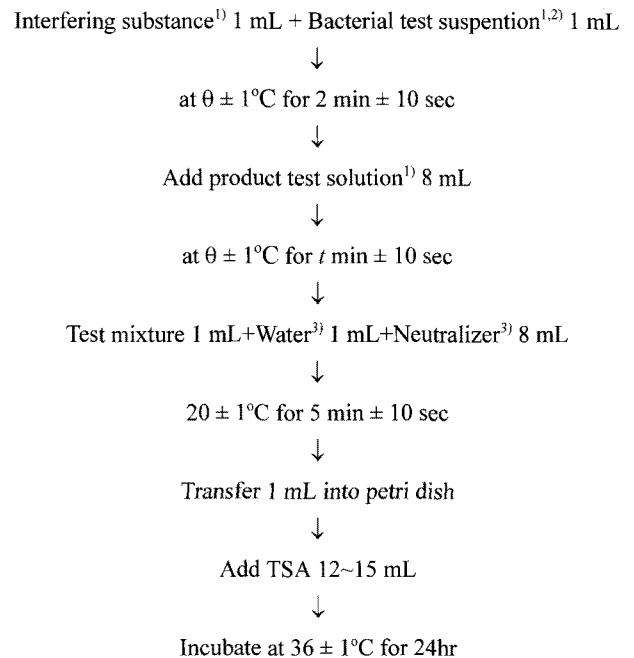 Interfering substance¹⁾ 1 mL + Bacterial test suspention¹,²⁾ 1 mL
↓
at θ ± 1°C for 2 min ± 10 sec
↓
Add product test solution¹⁾ 8 mL
↓
at θ ± 1°C for t min ± 10 sec
↓
Test mixture 1 mL+Water³⁾ 1 mL+Neutralizer³⁾ 8 mL
↓
20 ± 1°C for 5 min ± 10 sec
↓
Transfer 1 mL into petri dish
↓
Add TSA 12~15 mL
↓
Incubate at 36 ± 1°C for 24hr